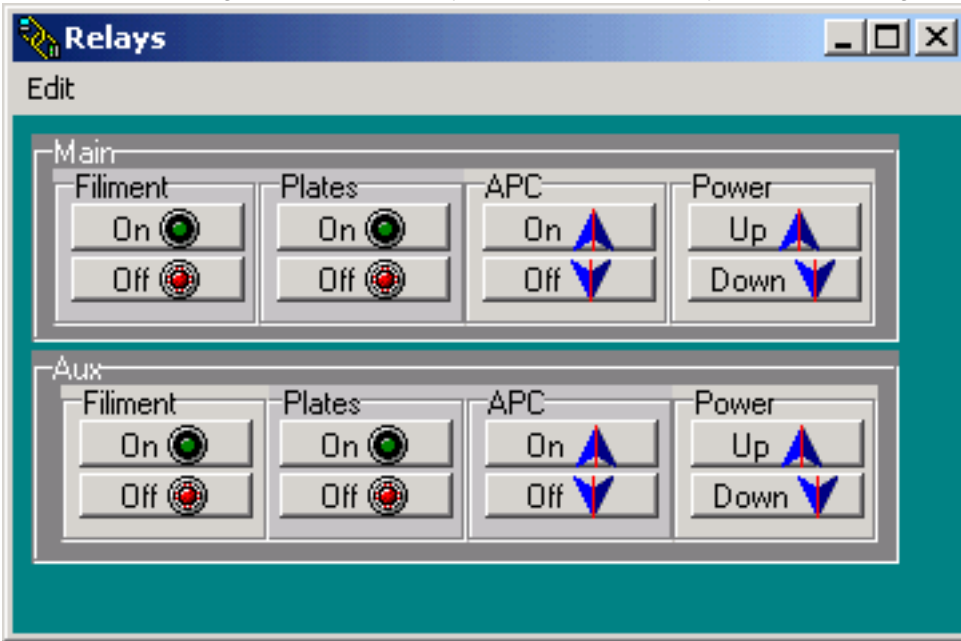 Relays
Edit
Main
Filiment Plates APC Power
On On On Up
Off Off Off Down
Aux
Filiment Plates APC Power
On On On Up
Off Off Off Down